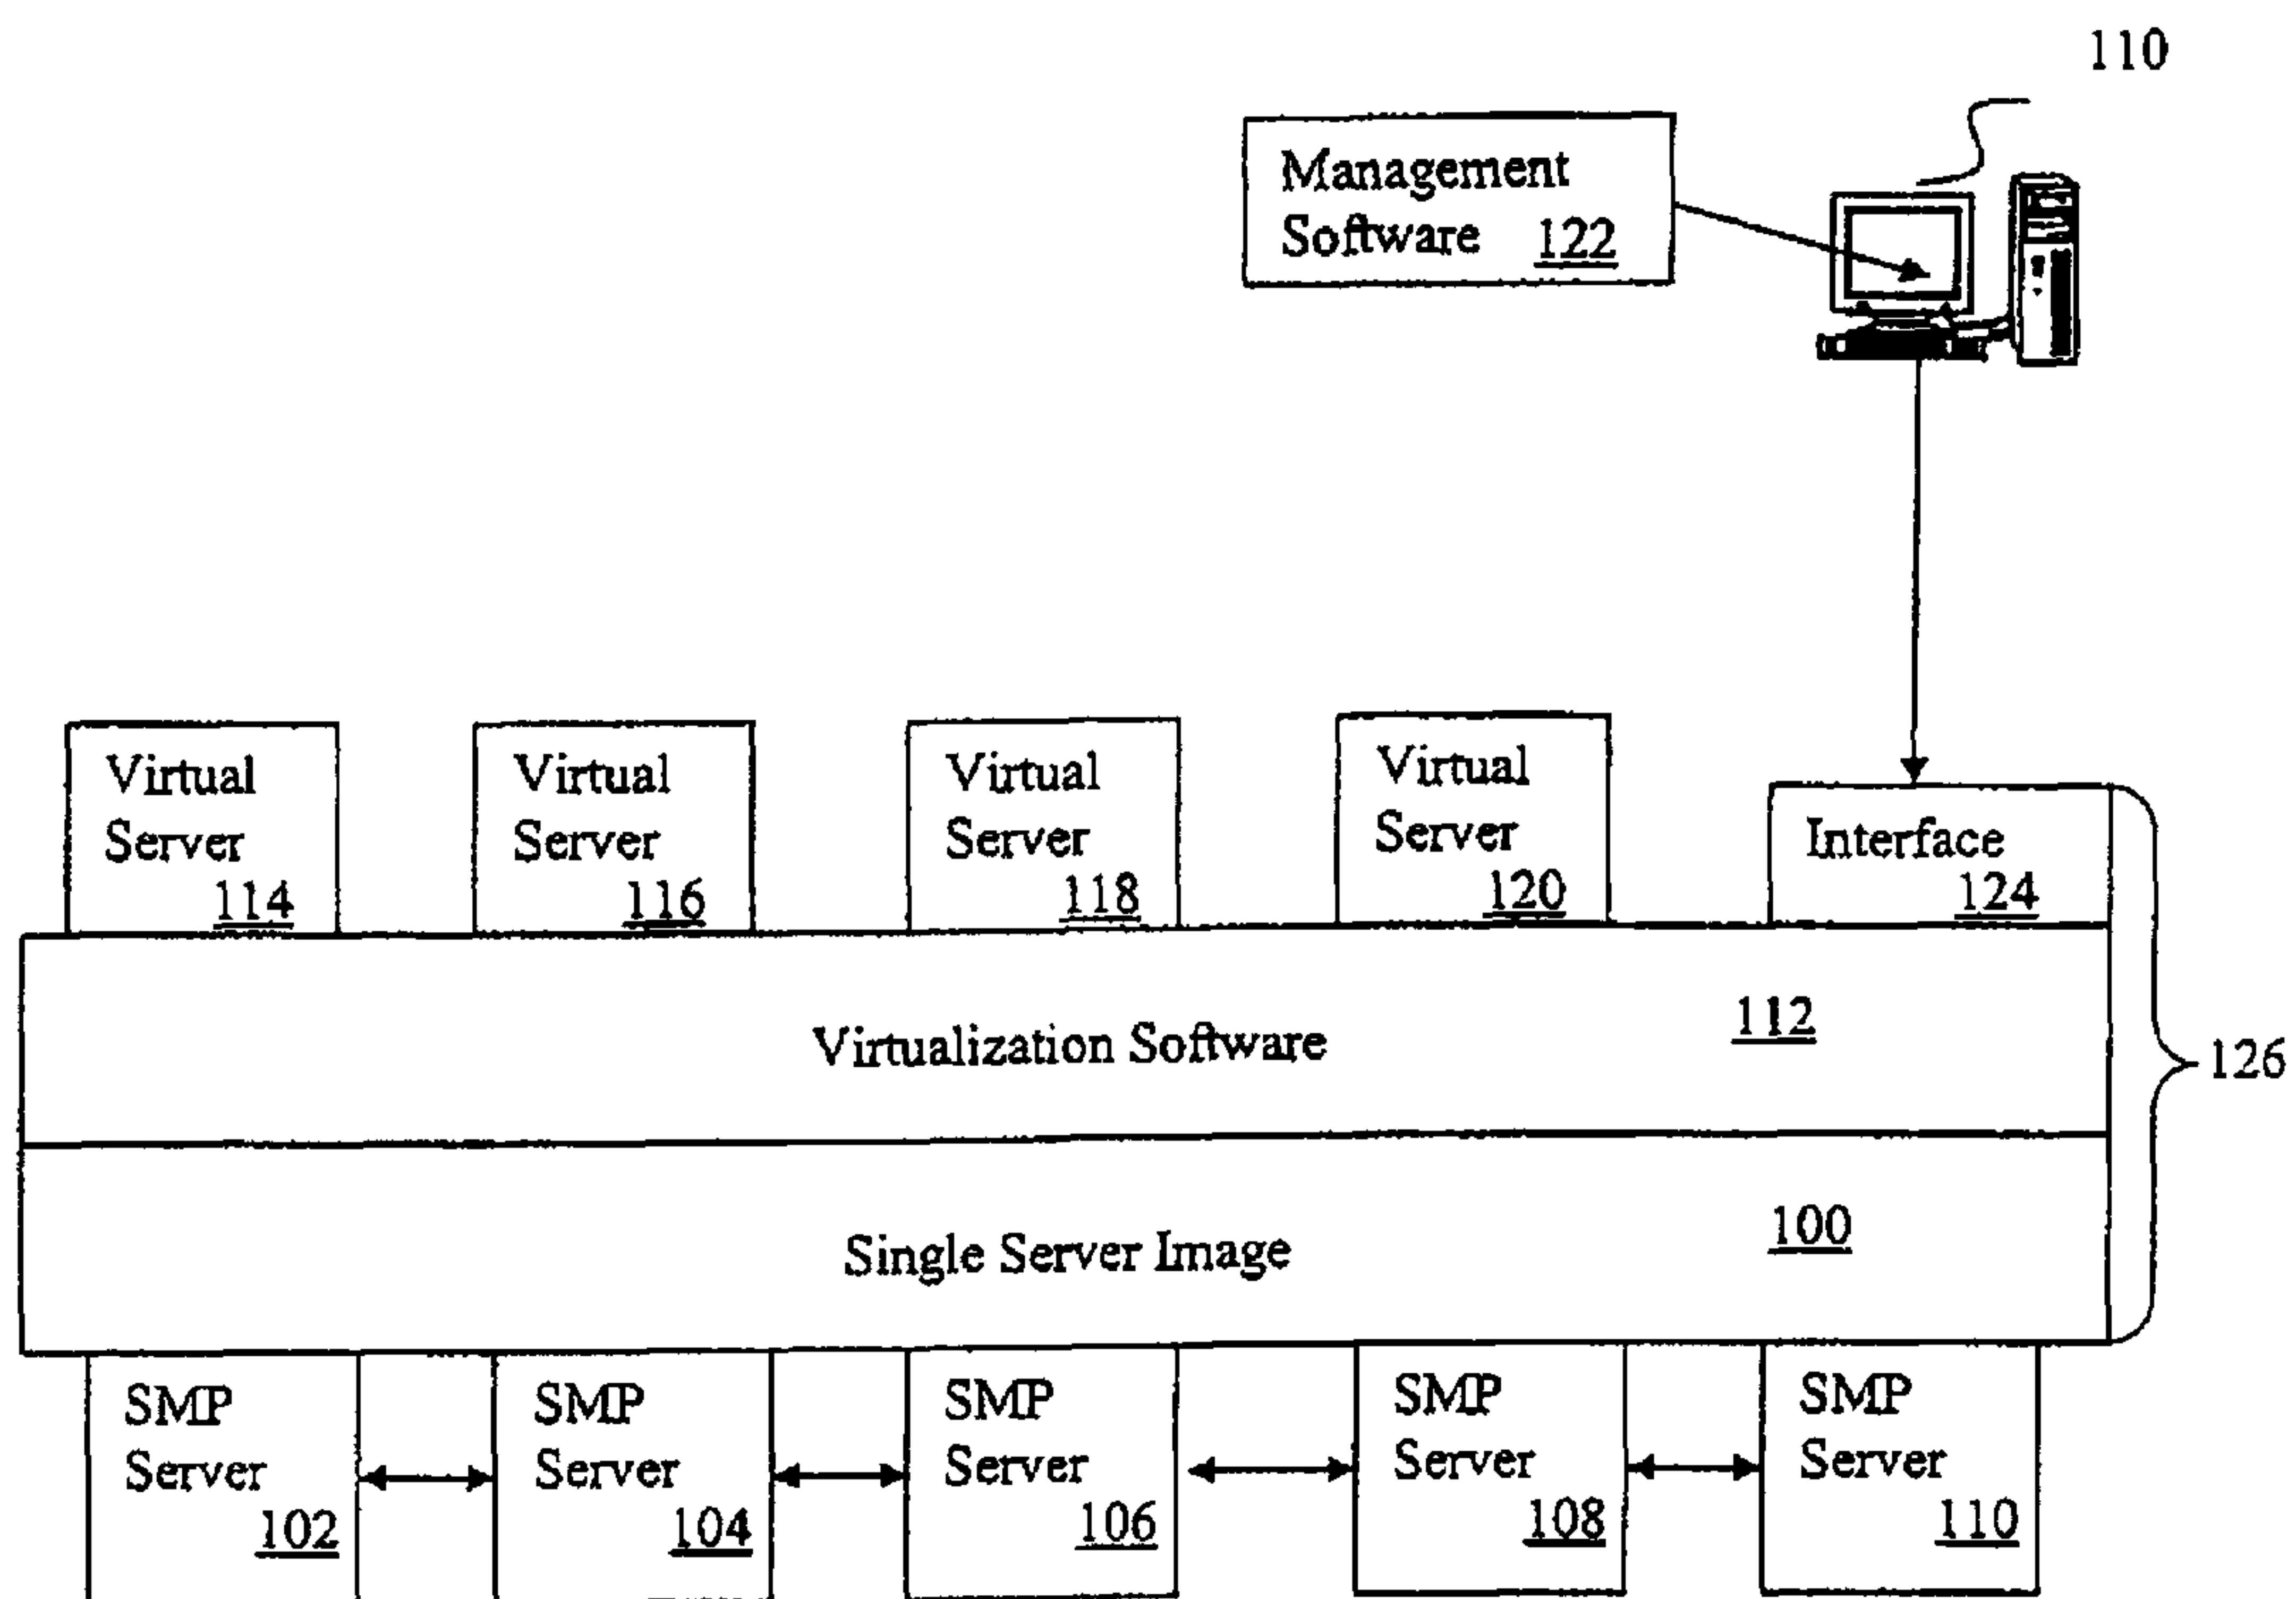 110
Management
Software 122
Virtual
Server
114
Virtual
Server
116
Virtual
Server
118
Virtual
Server
120
Interface
124
Virtualization Software
112
126
Single Server Image
100
SMP
Server
102
SMP
Server
104
SMP
Server
106
SMP
Server
108
SMP
Server
110